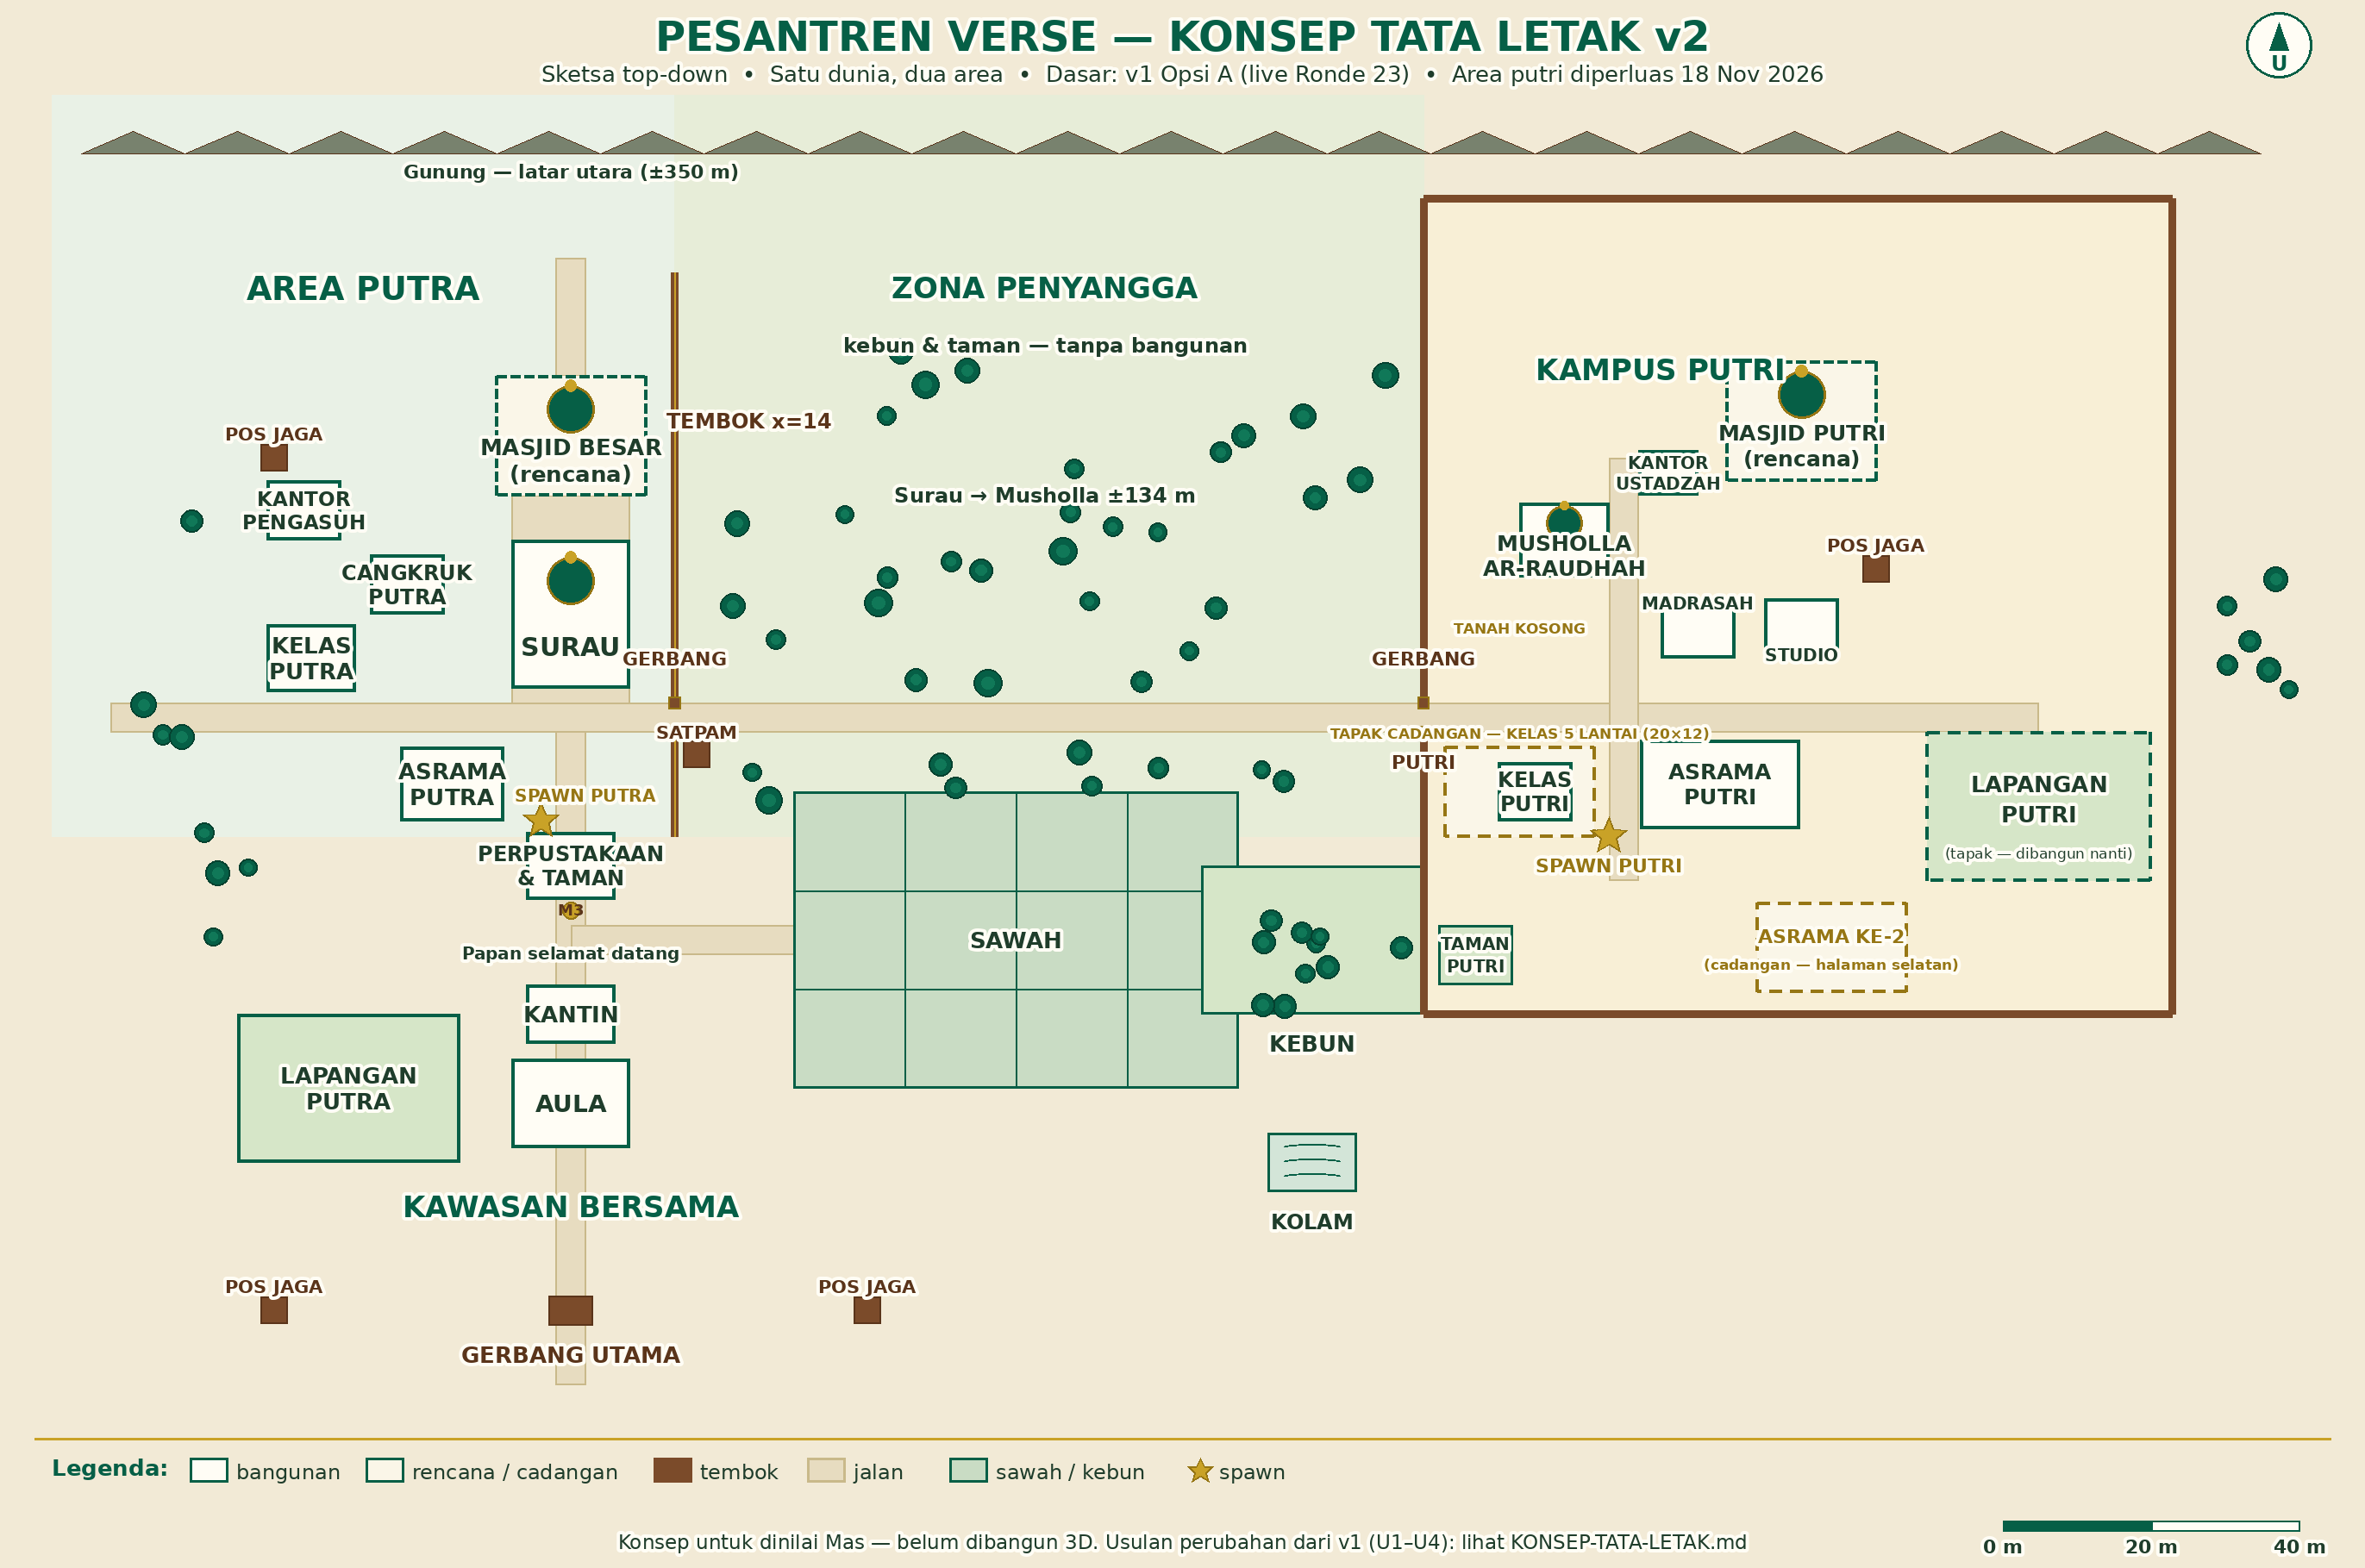 PESANTREN VERSE — KONSEP TATA LETAK v2
Sketsa top-down • Satu dunia, dua area • Dasar: v1 Opsi A (live Ronde 23) • Area putri diperluas 18 Nov 2026
U
Gunung — latar utara (±350 m)
AREA PUTRA
ZONA PENYANGGA
kebun & taman — tanpa bangunan
KAMPUS PUTRI
TEMBOK x=14
POS JAGA
MASJID BESAR
(rencana)
MASJID PUTRI
(rencana)
KANTOR
USTADZAH
Surau → Musholla ±134 m
KANTOR
PENGASUH
MUSHOLLA
AR-RAUDHAH
POS JAGA
CANGKRUK
PUTRA
MADRASAH
TANAH KOSONG
KELAS
PUTRA
SURAU
GERBANG
GERBANG
STUDIO
SATPAM
TAPAK CADANGAN — KELAS 5 LANTAI (20×12)
PUTRI
ASRAMA
PUTRA
SPAWN PUTRA
KELAS
PUTRI
ASRAMA
PUTRI
LAPANGAN
PUTRI
(tapak — dibangun nanti)
PERPUSTAKAAN
& TAMAN
SPAWN PUTRI
M3
Papan selamat datang
SAWAH
TAMAN
PUTRI
ASRAMA KE-2
(cadangan — halaman selatan)
KANTIN
KEBUN
LAPANGAN
PUTRA
AULA
KAWASAN BERSAMA
KOLAM
POS JAGA
POS JAGA
GERBANG UTAMA
Legenda:
bangunan
rencana / cadangan
tembok
jalan
sawah / kebun
spawn
Konsep untuk dinilai Mas — belum dibangun 3D. Usulan perubahan dari v1 (U1–U4): lihat KONSEP-TATA-LETAK.md
0 m
20 m
40 m